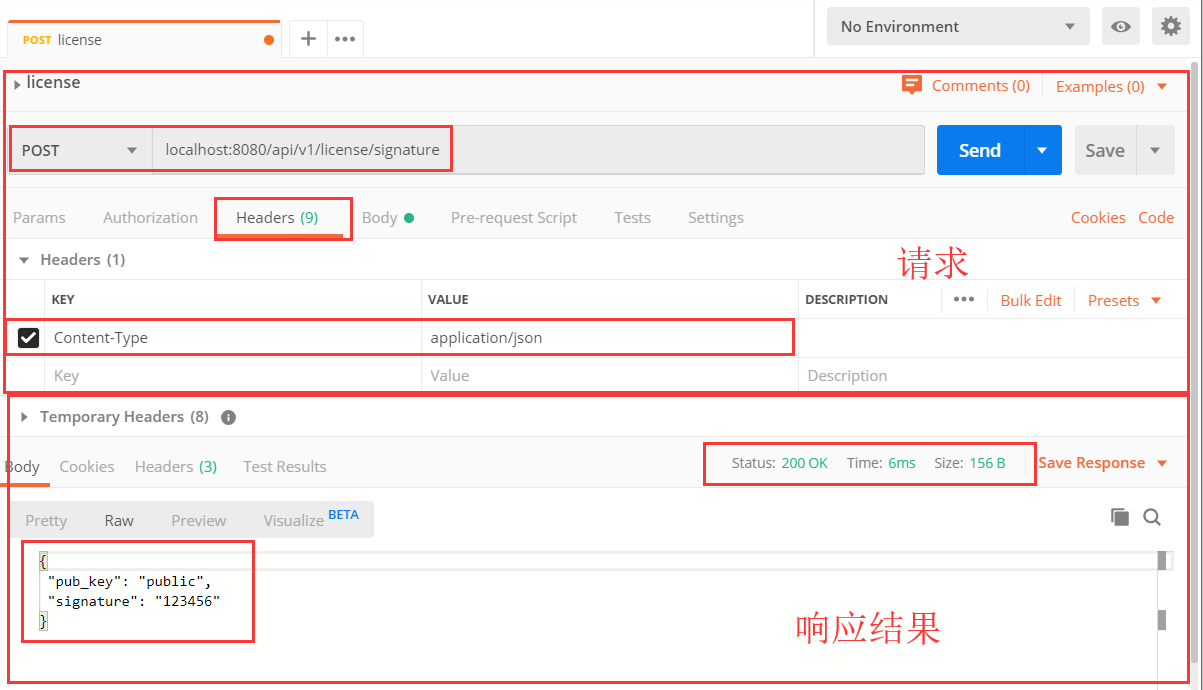 POST license
No Environment
license
Comments (0) Examples (0)
POST localhost:8080/api/v1/license/signature Send Save
Params Authorization Headers (9) Body Pre-request Script Tests Settings Cookies Code
Headers (1)
请求
KEY VALUE DESCRIPTION Bulk Edit Presets
Content-Type application/json
Key Value Description
Temporary Headers (8)
Body Cookies Headers (3) Test Results Status: 200 OK Time: 6ms Size: 156 B Save Response
Pretty Raw Preview Visualize BETA
{
"pub_key": "public",
"signature": "123456"
}
响应结果